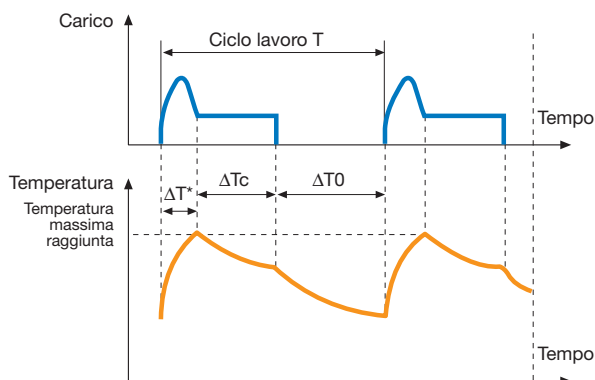 Carico
Ciclo lavoro T
Tempo
Temperatura
ΔT*
ΔTc
ΔT0
Temperatura
massima
raggiunta
Tempo